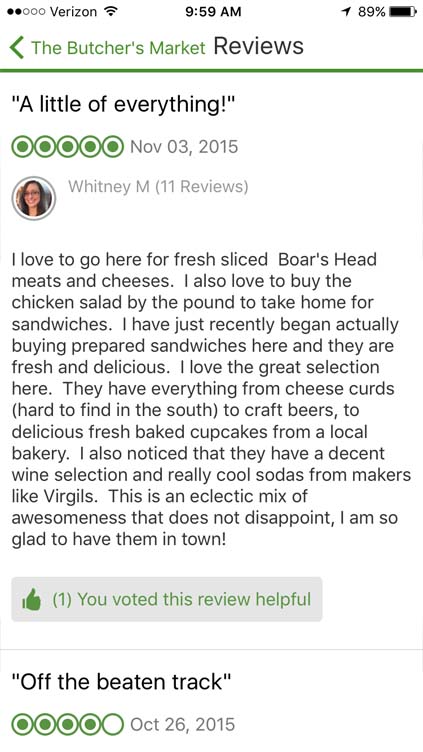 Verizon 9:59 AM 89%
The Butcher's Market Reviews
"A little of everything!"
Nov 03, 2015
Whitney M (11 Reviews)
I love to go here for fresh sliced  Boar's Head
meats and cheeses.  I also love to buy the
chicken salad by the pound to take home for
sandwiches.  I have just recently began actually
buying prepared sandwiches here and they are
fresh and delicious.  I love the great selection
here.  They have everything from cheese curds
(hard to find in the south) to craft beers, to
delicious fresh baked cupcakes from a local
bakery.  I also noticed that they have a decent
wine selection and really cool sodas from makers
like Virgils.  This is an eclectic mix of
awesomeness that does not disappoint, I am so
glad to have them in town!
(1) You voted this review helpful
"Off the beaten track"
Oct 26, 2015